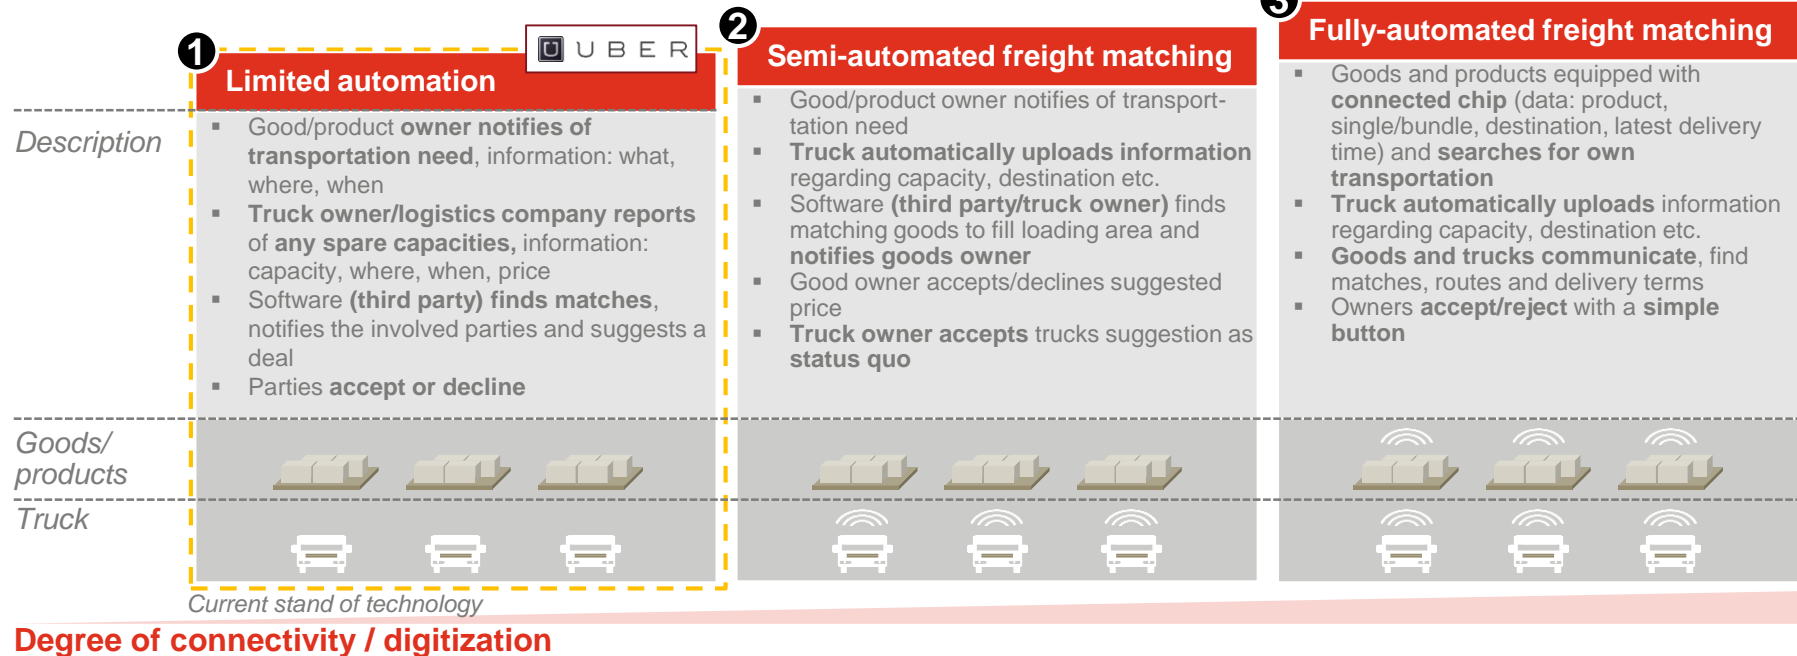 1
UBER
Limited automation
2
Semi-automated freight matching
3
Fully-automated freight matching
Description
▪ Good/product owner notifies of
transportation need, information: what,
where, when
▪ Truck owner/logistics company reports
of any spare capacities, information:
capacity, where, when, price
▪ Software (third party) finds matches,
notifies the involved parties and suggests a
deal
▪ Parties accept or decline
▪ Good/product owner notifies of transport-
tation need
▪ Truck automatically uploads information
regarding capacity, destination etc.
▪ Software (third party/truck owner) finds
matching goods to fill loading area and
notifies goods owner
▪ Good owner accepts/declines suggested
price
▪ Truck owner accepts trucks suggestion as
status quo
▪ Goods and products equipped with
connected chip (data: product,
single/bundle, destination, latest delivery
time) and searches for own
transportation
▪ Truck automatically uploads information
regarding capacity, destination etc.
▪ Goods and trucks communicate, find
matches, routes and delivery terms
▪ Owners accept/reject with a simple
button
Goods/
products
Truck
Current stand of technology
Degree of connectivity / digitization